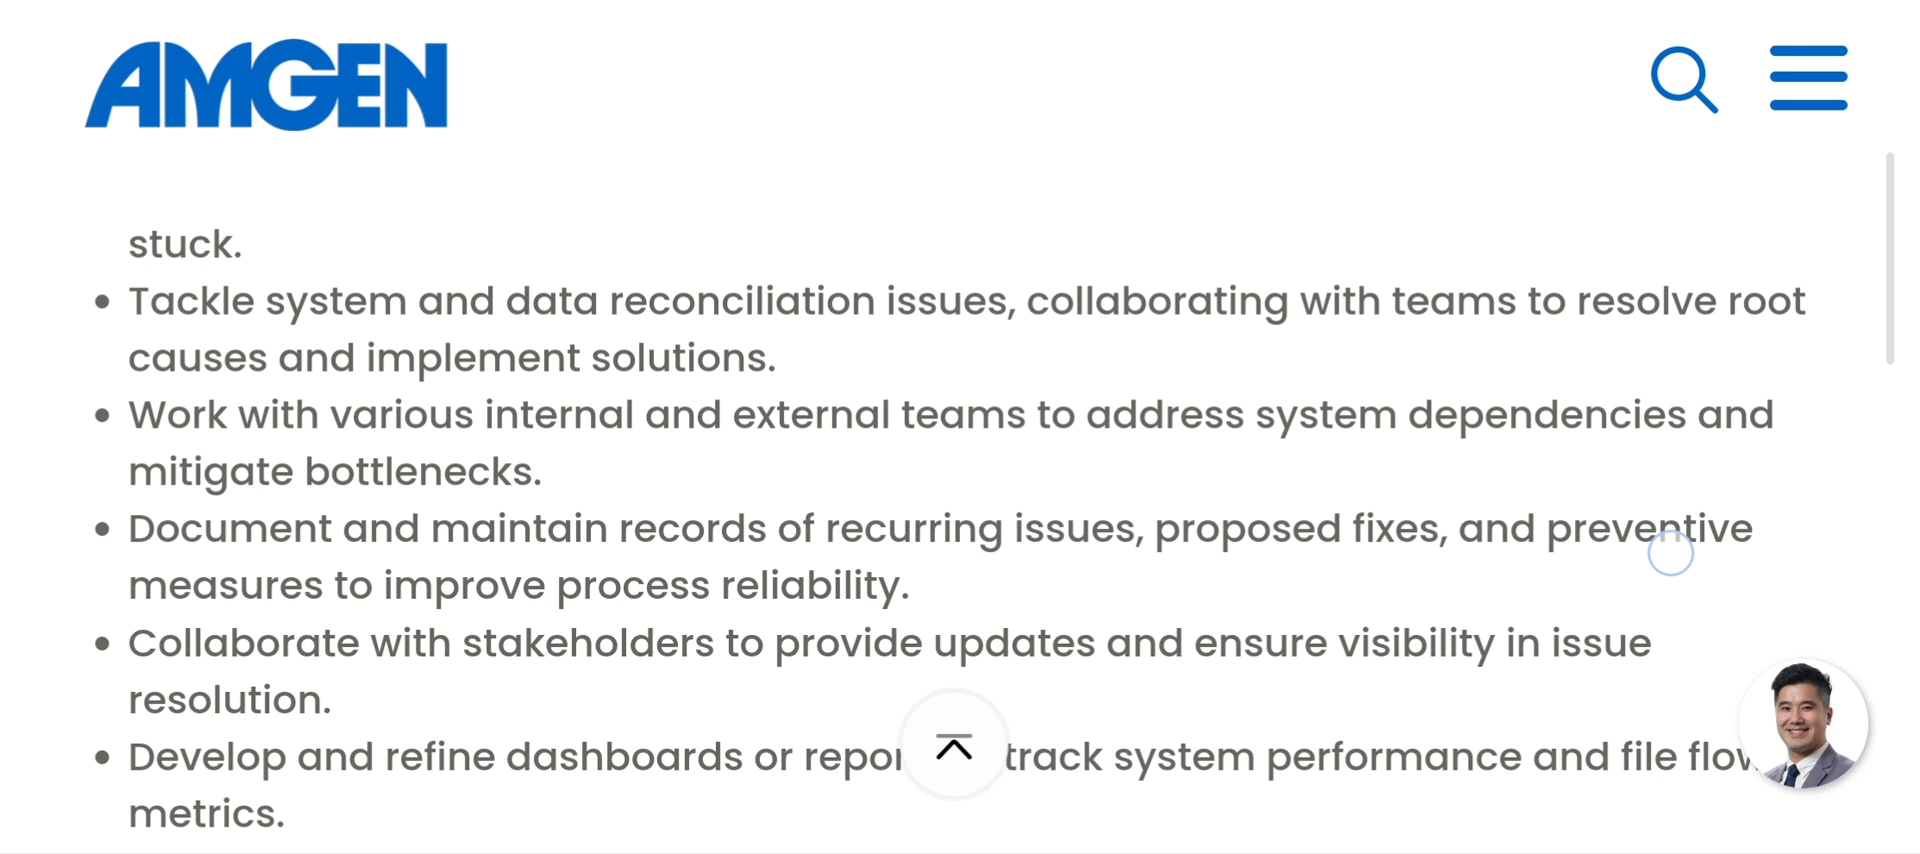 AMGEN
stuck.
• Tackle system and data reconciliation issues, collaborating with teams to resolve root
causes and implement solutions.
• Work with various internal and external teams to address system dependencies and
mitigate bottlenecks.
• Document and maintain records of recurring issues, proposed fixes, and preventive
measures to improve process reliability.
• Collaborate with stakeholders to provide updates and ensure visibility in issue
resolution.
• Develop and refine dashboards or track system performance and file
metrics.